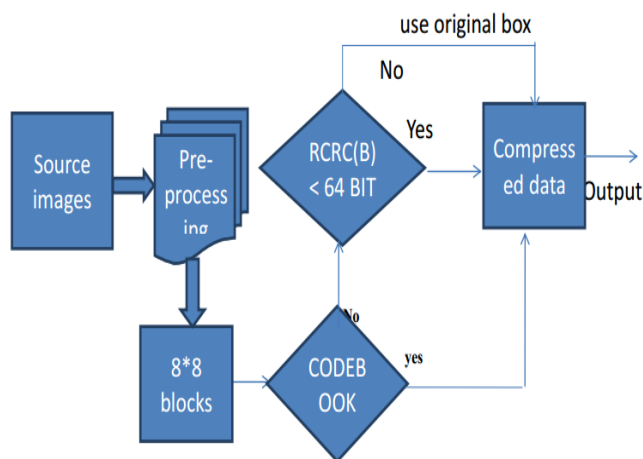 use original box
No
Yes
Source
images
Pre-
process
ing
RCRC(B)
< 64 BIT
Compress
ed data
Output
8*8
blocks
CODEB
OOK
No
yes